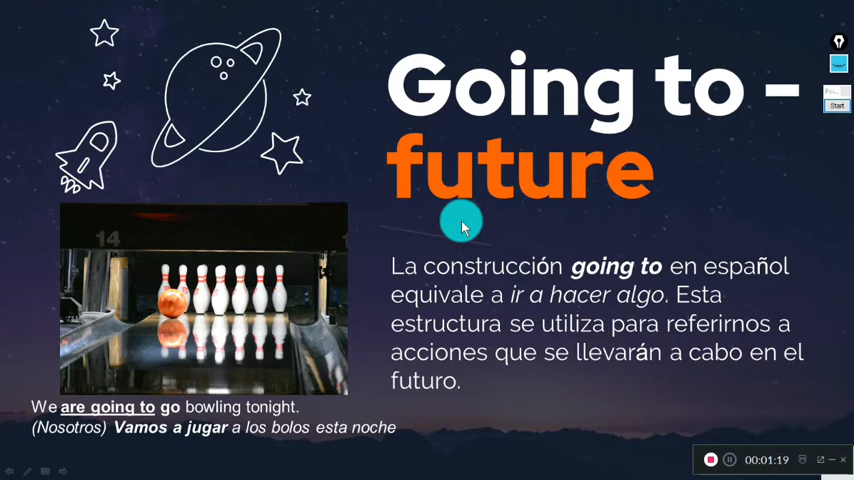 Going to -
future
14
La construcción going to en español
equivale a ir a hacer algo. Esta
estructura se utiliza para referirnos a
acciones que se llevarán a cabo en el
futuro.
We are going to go bowling tonight.
(Nosotros) Vamos a jugar a los bolos esta noche
Start
00:01:19